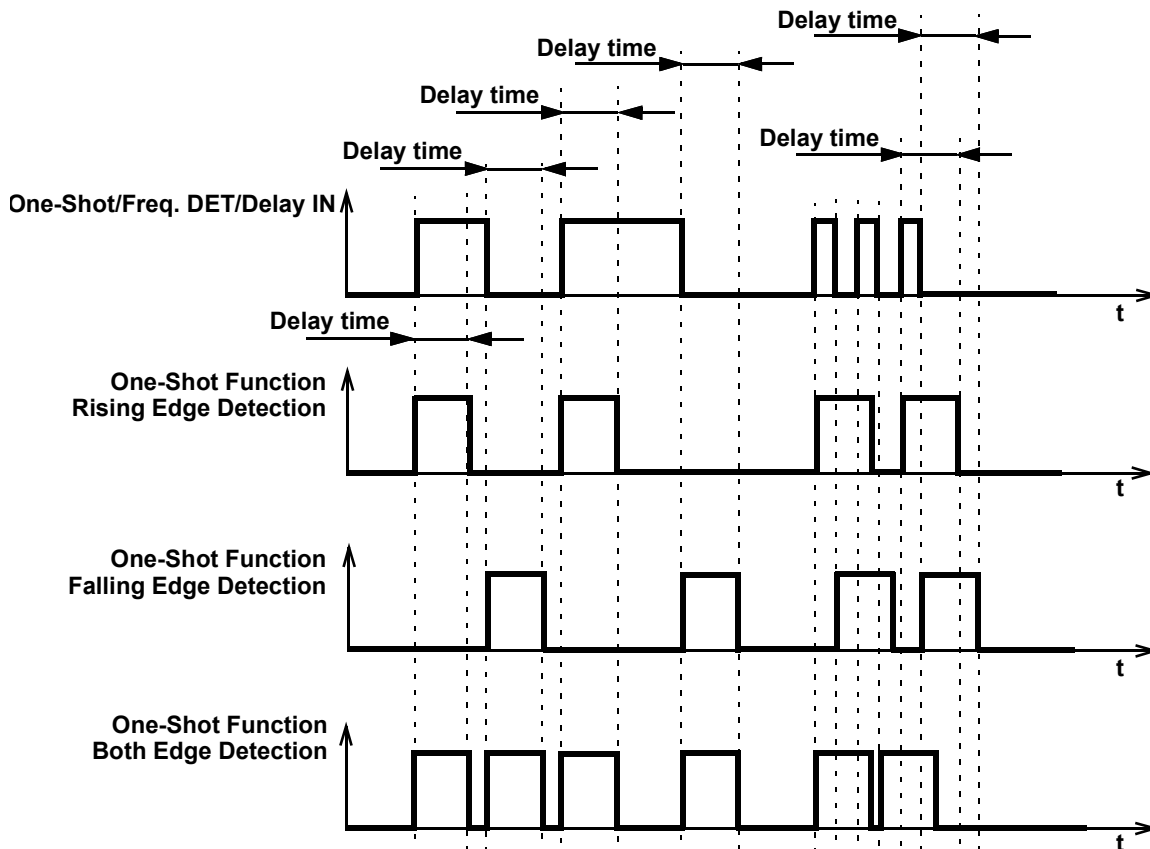 Delay time
Delay time
Delay time
Delay time
Delay time
One-Shot/Freq. DET/Delay IN
t
Delay time
One-Shot Function
Rising Edge Detection
t
One-Shot Function
Falling Edge Detection
t
One-Shot Function
Both Edge Detection
t